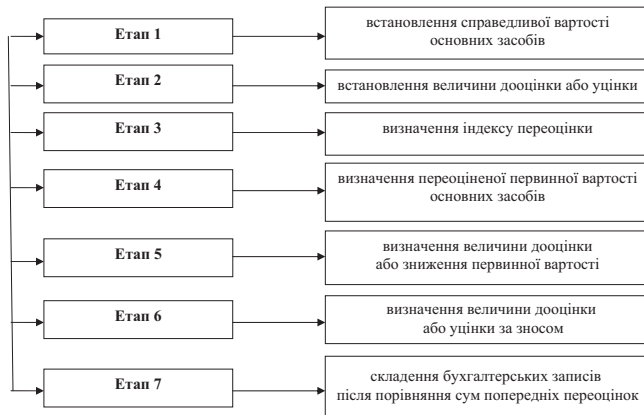 Етап 1
встановлення справедливої вартості
основних засобів
Етап 2
встановлення величини дооцінки або уцінки
Етап 3
визначення індексу переоцінки
Етап 4
визначення переоціненої первинної вартості
основних засобів
Етап 5
визначення величини дооцінки
або зниження первинної вартості
Етап 6
визначення величини дооцінки
або уцінки за зносом
Етап 7
складення бухгалтерських записів
після порівняння сум попередніх переоцінок